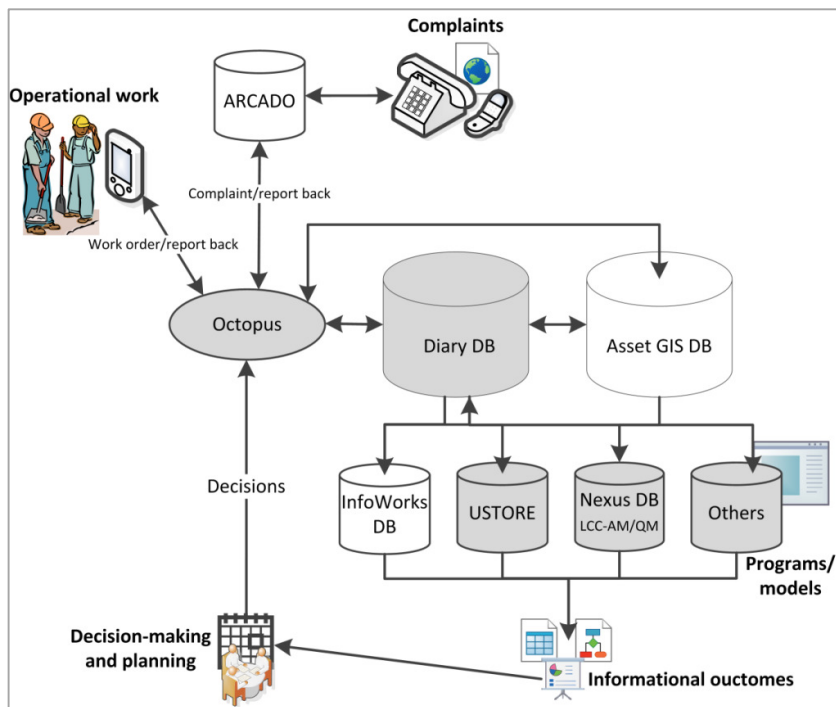 Complaints
Operational work
ARCADO
Complaint/report back
Work order/report back
Octopus
Diary DB
Asset GIS DB
Decisions
InfoWorks
DB
USTORE
Nexus DB
LCC-AM/QM
Others
Programs/
models
Decision-making
and planning
Informational ouctomes